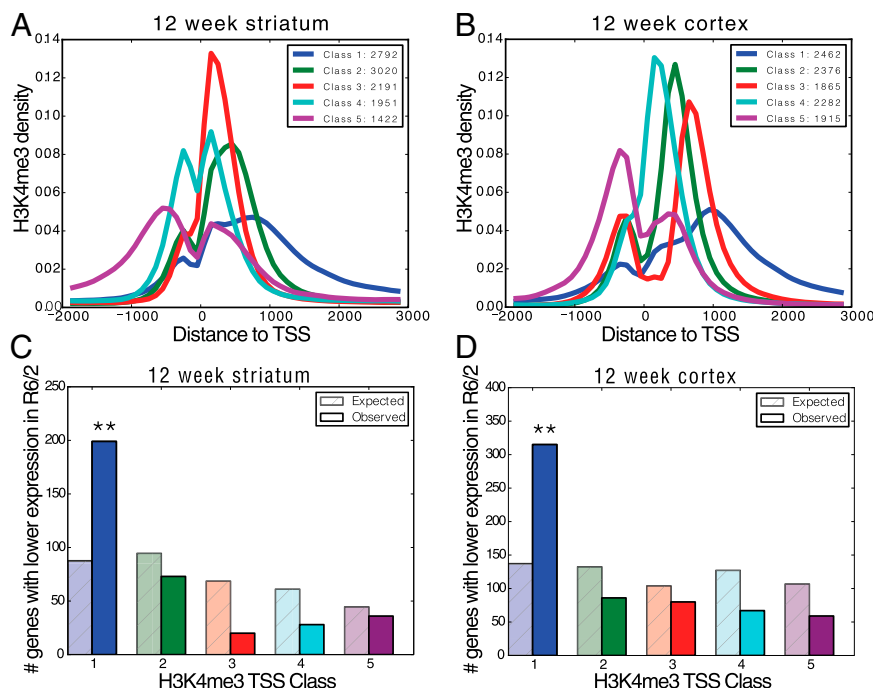 A
12 week striatum
H3K4me3 density
0.14
0.12
0.10
0.08
0.06
0.04
0.02
0.00
Class 1: 2792
Class 2: 3020
Class 3: 2191
Class 4: 1951
Class 5: 1422
−2000
−1000
0
1000
2000
3000
Distance to TSS
B
12 week cortex
H3K4me3 density
0.14
0.12
0.10
0.08
0.06
0.04
0.02
0.00
Class 1: 2462
Class 2: 2376
Class 3: 1865
Class 4: 2282
Class 5: 1915
−2000
−1000
0
1000
2000
3000
Distance to TSS
C
12 week striatum
# genes with lower expression in R6/2
250
200
150
100
50
0
Expected
Observed
**
1
2
3
4
5
H3K4me3 TSS Class
D
12 week cortex
# genes with lower expression in R6/2
400
350
300
250
200
150
100
50
0
Expected
Observed
**
1
2
3
4
5
H3K4me3 TSS Class